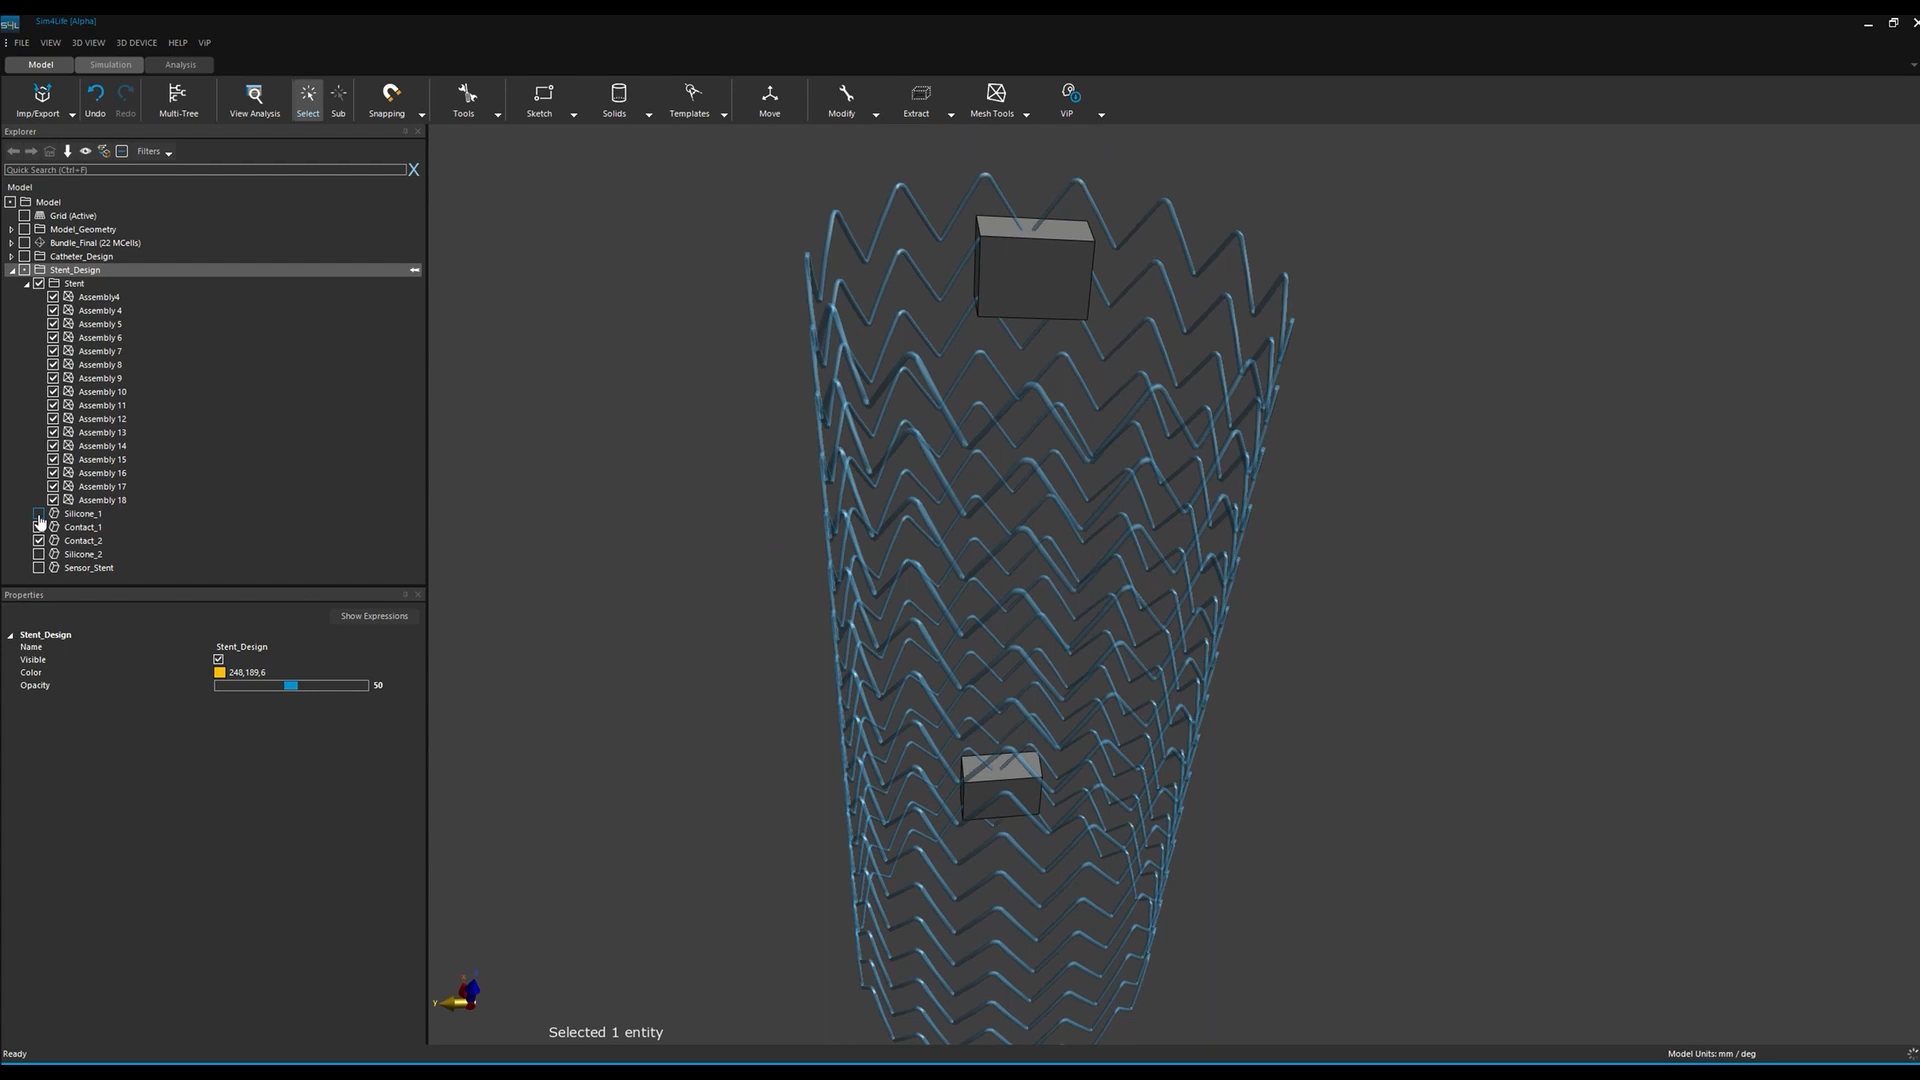 S4L Sim4Life [Alpha]
FILE VIEW 3D VIEW 3D DEVICE HELP ViP
Model Simulation Analysis
Imp/Export Undo Redo Multi-Tree View Analysis Select Sub Snapping Tools Sketch Solids Templates Move Modify Extract Mesh Tools ViP
Explorer
Filters
Quick Search (Ctrl+F) X
Model
Model
Grid (Active)
Model_Geometry
Bundle_Final (22 MCells)
Catheter_Design
Stent_Design
Stent
Assembly4
Assembly 4
Assembly 5
Assembly 6
Assembly 7
Assembly 8
Assembly 9
Assembly 10
Assembly 11
Assembly 12
Assembly 13
Assembly 14
Assembly 15
Assembly 16
Assembly 17
Assembly 18
Silicone_1
Contact_1
Contact_2
Silicone_2
Sensor_Stent
Properties
Show Expressions
Stent_Design
Name Stent_Design
Visible
Color 248,189,6
Opacity 50
Y
Selected 1 entity
Ready Model Units: mm / deg